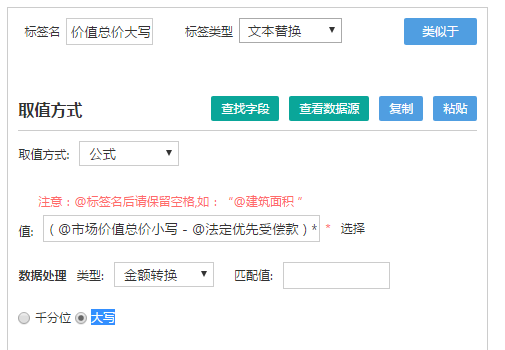 标签名 价值总价大写 标签类型 文本替换 类似于
取值方式 查找字段 查看数据源 复制 粘贴
取值方式: 公式
注意：@标签名后请保留空格,如：“@建筑面积 ”
值: ( @市场价值总价小写 - @法定优先受偿款 ) * * 选择
数据处理 类型: 金额转换 匹配值:
千分位 大写